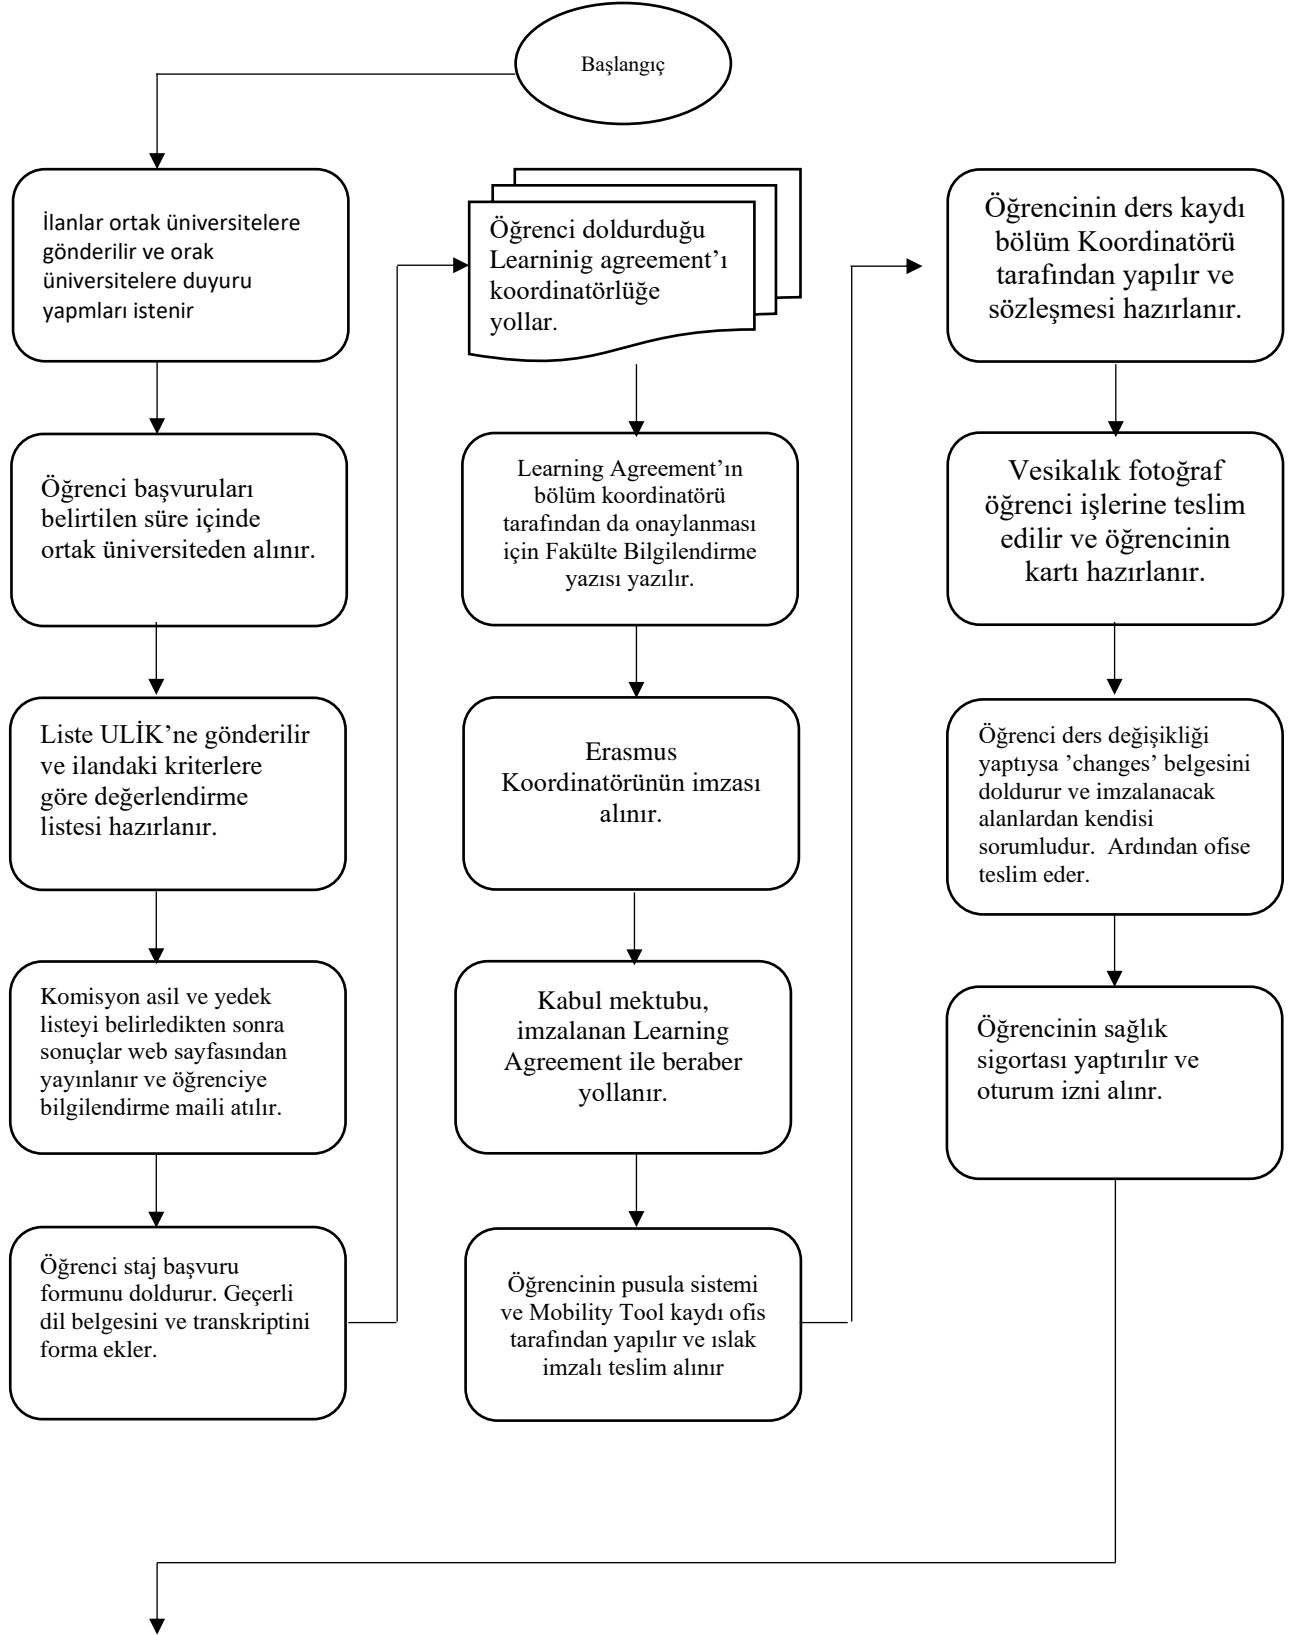 Başlangıç
İlanlar ortak üniversitelere
gönderilir ve orak
üniversitelere duyuru
yapmları istenir
Öğrenci başvuruları
belirtilen süre içinde
ortak üniversiteden alınır.
Liste ULİK’ne gönderilir
ve ilandaki kriterlere
göre değerlendirme
listesi hazırlanır.
Komisyon asil ve yedek
listeyi belirledikten sonra
sonuçlar web sayfasından
yayınlanır ve öğrenciye
bilgilendirme maili atılır.
Öğrenci staj başvuru
formunu doldurur. Geçerli
dil belgesini ve transkriptini
forma ekler.
Öğrenci doldurduğu
Learninig agreement’ı
koordinatörlüğe
yollar.
Learning Agreement’ın
bölüm koordinatörü
tarafından da onaylanması
için Fakülte Bilgilendirme
yazısı yazılır.
Erasmus
Koordinatörünün imzası
alınır.
Kabul mektubu,
imzalanan Learning
Agreement ile beraber
yollanır.
Öğrencinin pusula sistemi
ve Mobility Tool kaydı ofis
tarafından yapılır ve ıslak
imzalı teslim alınır
Öğrencinin ders kaydı
bölüm Koordinatörü
tarafından yapılır ve
sözleşmesi hazırlanır.
Vesikalık fotoğraf
öğrenci işlerine teslim
edilir ve öğrencinin
kartı hazırlanır.
Öğrenci ders değişikliği
yaptıysa ’changes’ belgesini
doldurur ve imzalanacak
alanlardan kendisi
sorumludur. Ardından ofise
teslim eder.
Öğrencinin sağlık
sigortası yaptırılır ve
oturum izni alınr.